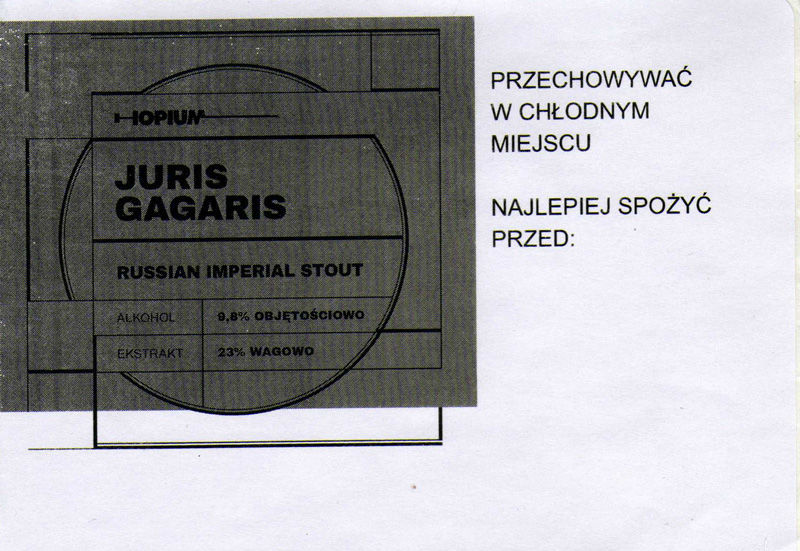 HOPIUM
JURIS
GAGARIS
RUSSIAN IMPERIAL STOUT
ALKOHOL 9,8% OBJĘTOŚCIOWO
EKSTRAKT 23% WAGOWO
PRZECHOWYWAĆ
W CHŁODNYM
MIEJSCU
NAJLEPIEJ SPOŻYĆ
PRZED: